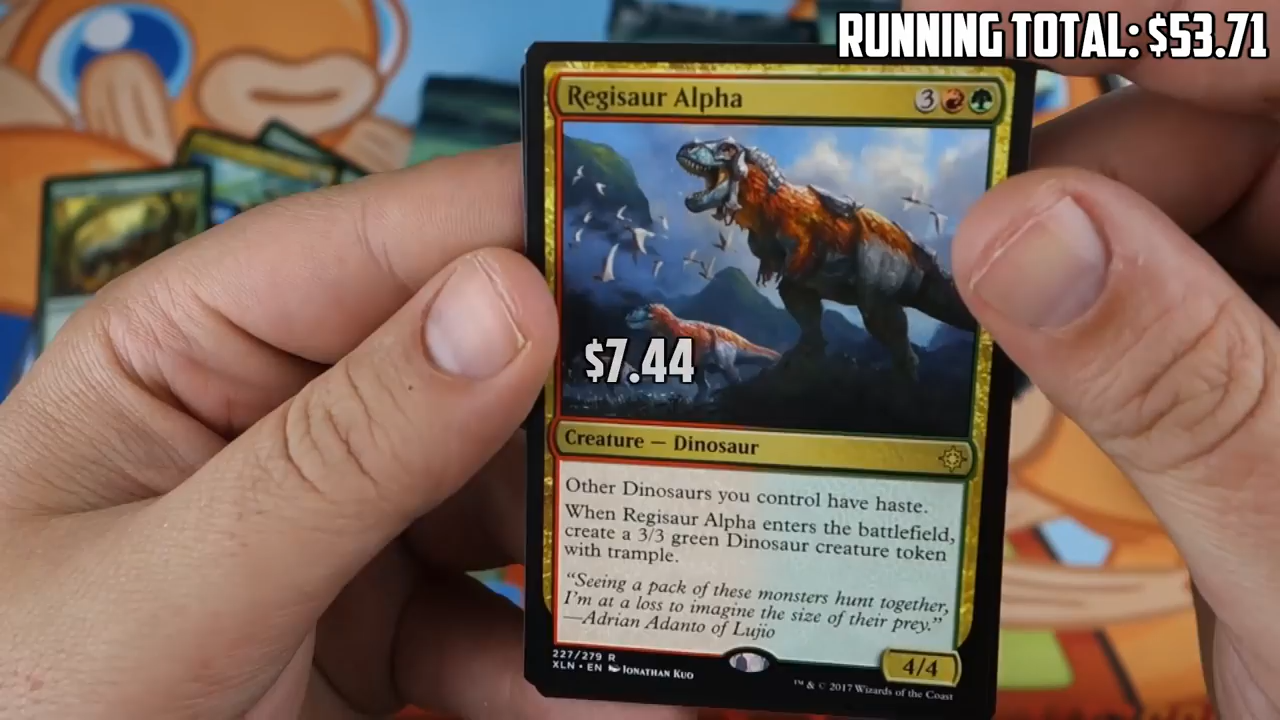 RUNNING TOTAL: $53.71
Regisaur Alpha 3
$7.44
Creature — Dinosaur
Other Dinosaurs you control have haste.
When Regisaur Alpha enters the battlefield,
create a 3/3 green Dinosaur creature token
with trample.
"Seeing a pack of these monsters hunt together,
I'm at a loss to imagine the size of their prey."
—Adrian Adanto of Lujio
4/4
227/279 R
XLN • EN Jonathan Kuo
™ & © 2017 Wizards of the Coast